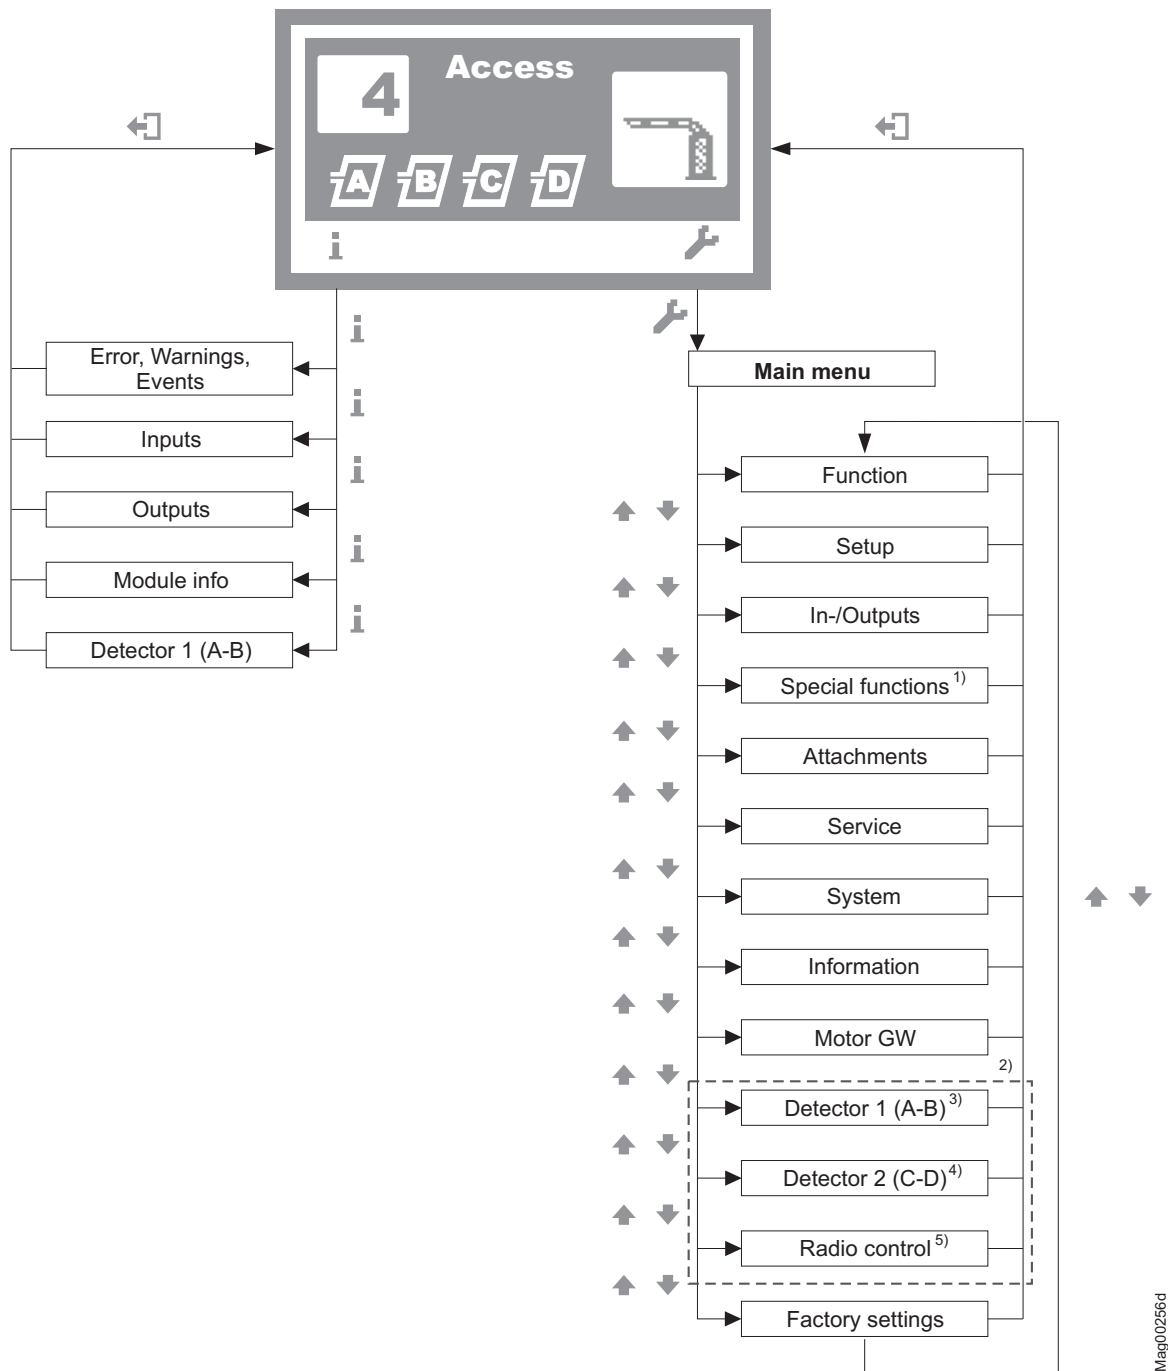 Access
4
A B C D
i
i
Error, Warnings,
Events
i
Inputs
i
Outputs
i
Module info
i
Detector 1 (A-B)
Main menu
Function
Setup
In-/Outputs
Special functions 1)
Attachments
Service
System
Information
Motor GW
2)
Detector 1 (A-B) 3)
Detector 2 (C-D) 4)
Radio control 5)
Factory settings
Mag00256d